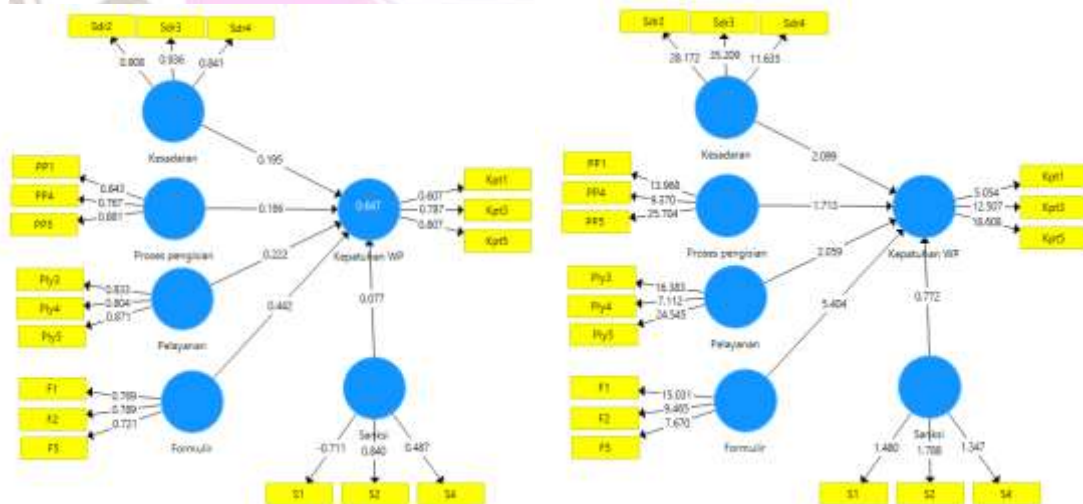 Sdr2 Sdr3 Sdr4
0.808 0.936 0.841
Kesadaran
0.195
PP1
PP4
PP5
0.843
0.767
0.881
Proses pengisian
0.186
0.647
Kepatuhan WP
0.607
0.787
0.807
Kpt1
Kpt3
Kpt5
Ply3
Ply4
Ply5
0.833
0.804
0.871
Pelayanan
0.222
0.442
0.077
F1
F2
F5
0.769
0.789
0.721
Formulir
Sanksi
-0.711 0.840 0.487
S1 S2 S4
Sdr2 Sdr3 Sdr4
28.172 35.209 11.635
Kesadaran
2.099
PP1
PP4
PP5
13.968
9.370
25.704
Proses pengisian
1.713
Kepatuhan WP
5.054
12.507
Kpt1
Kpt3
Kpt5
Ply3
Ply4
Ply5
16.383
7.112
24.545
Pelayanan
2.059
5.404
0.772
F1
F2
F5
15.031
9.465
7.670
Formulir
Sanksi
1.480 1.788 1.347
S1 S2 S4